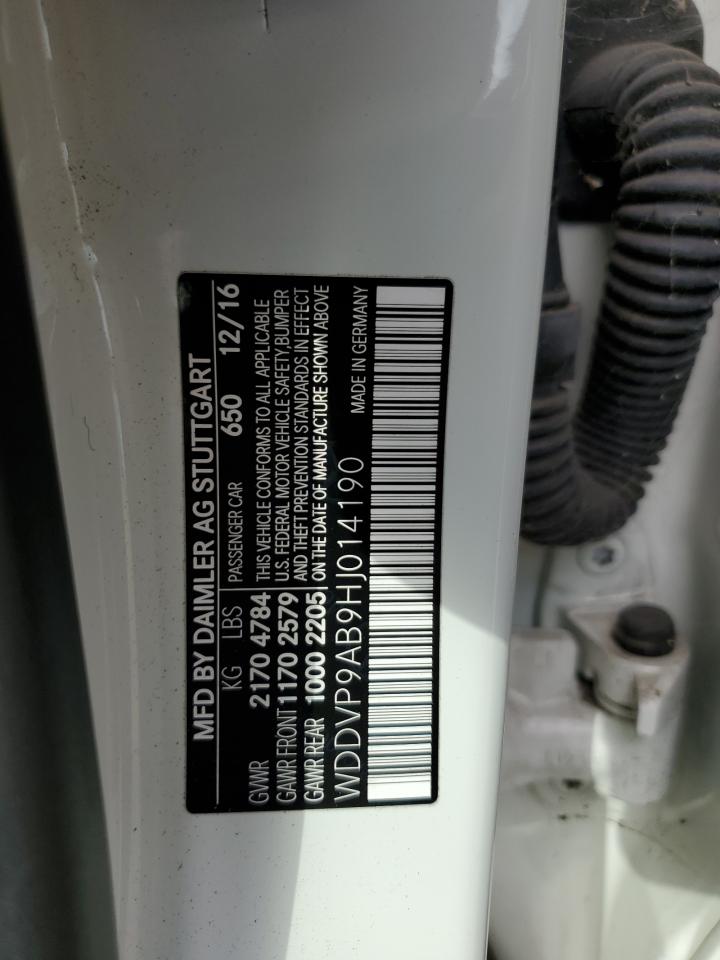 MFD BY DAIMLER AG STUTTGART
KG LBS PASSENGER CAR 650 12/16
GVWR 2170 4784 THIS VEHICLE CONFORMS TO ALL APPLICABLE
GAWR FRONT 1170 2579 U.S. FEDERAL MOTOR VEHICLE SAFETY,BUMPER
GAWR REAR 1000 2205 AND THEFT PREVENTION STANDARDS IN EFFECT
ON THE DATE OF MANUFACTURE SHOWN ABOVE
WDDVP9AB9HJ014190 MADE IN GERMANY